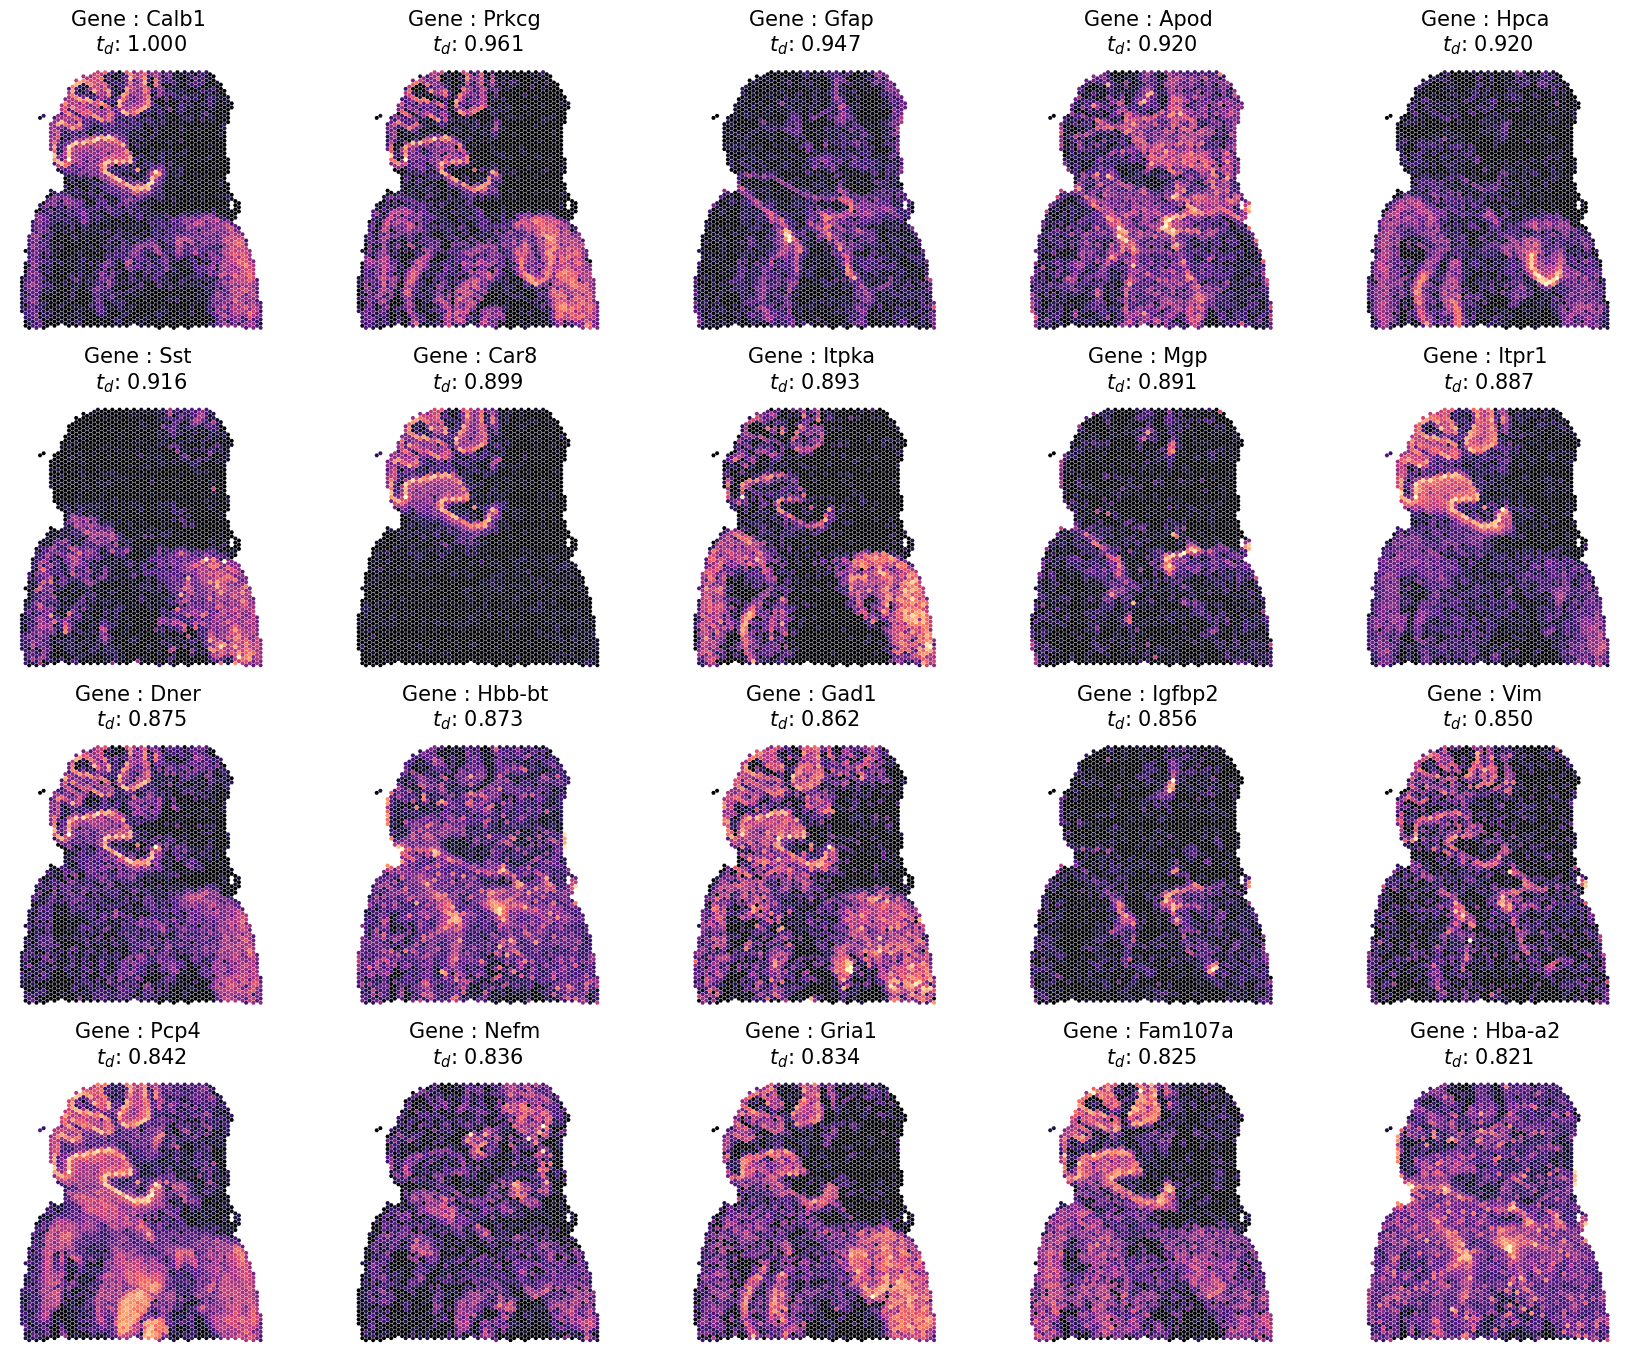 Gene : Calb1
t_d: 1.000
Gene : Prkcg
t_d: 0.961
Gene : Gfap
t_d: 0.947
Gene : Apod
t_d: 0.920
Gene : Hpca
t_d: 0.920
Gene : Sst
t_d: 0.916
Gene : Car8
t_d: 0.899
Gene : Itpka
t_d: 0.893
Gene : Mgp
t_d: 0.891
Gene : Itpr1
t_d: 0.887
Gene : Dner
t_d: 0.875
Gene : Hbb-bt
t_d: 0.873
Gene : Gad1
t_d: 0.862
Gene : Igfbp2
t_d: 0.856
Gene : Vim
t_d: 0.850
Gene : Pcp4
t_d: 0.842
Gene : Nefm
t_d: 0.836
Gene : Gria1
t_d: 0.834
Gene : Fam107a
t_d: 0.825
Gene : Hba-a2
t_d: 0.821